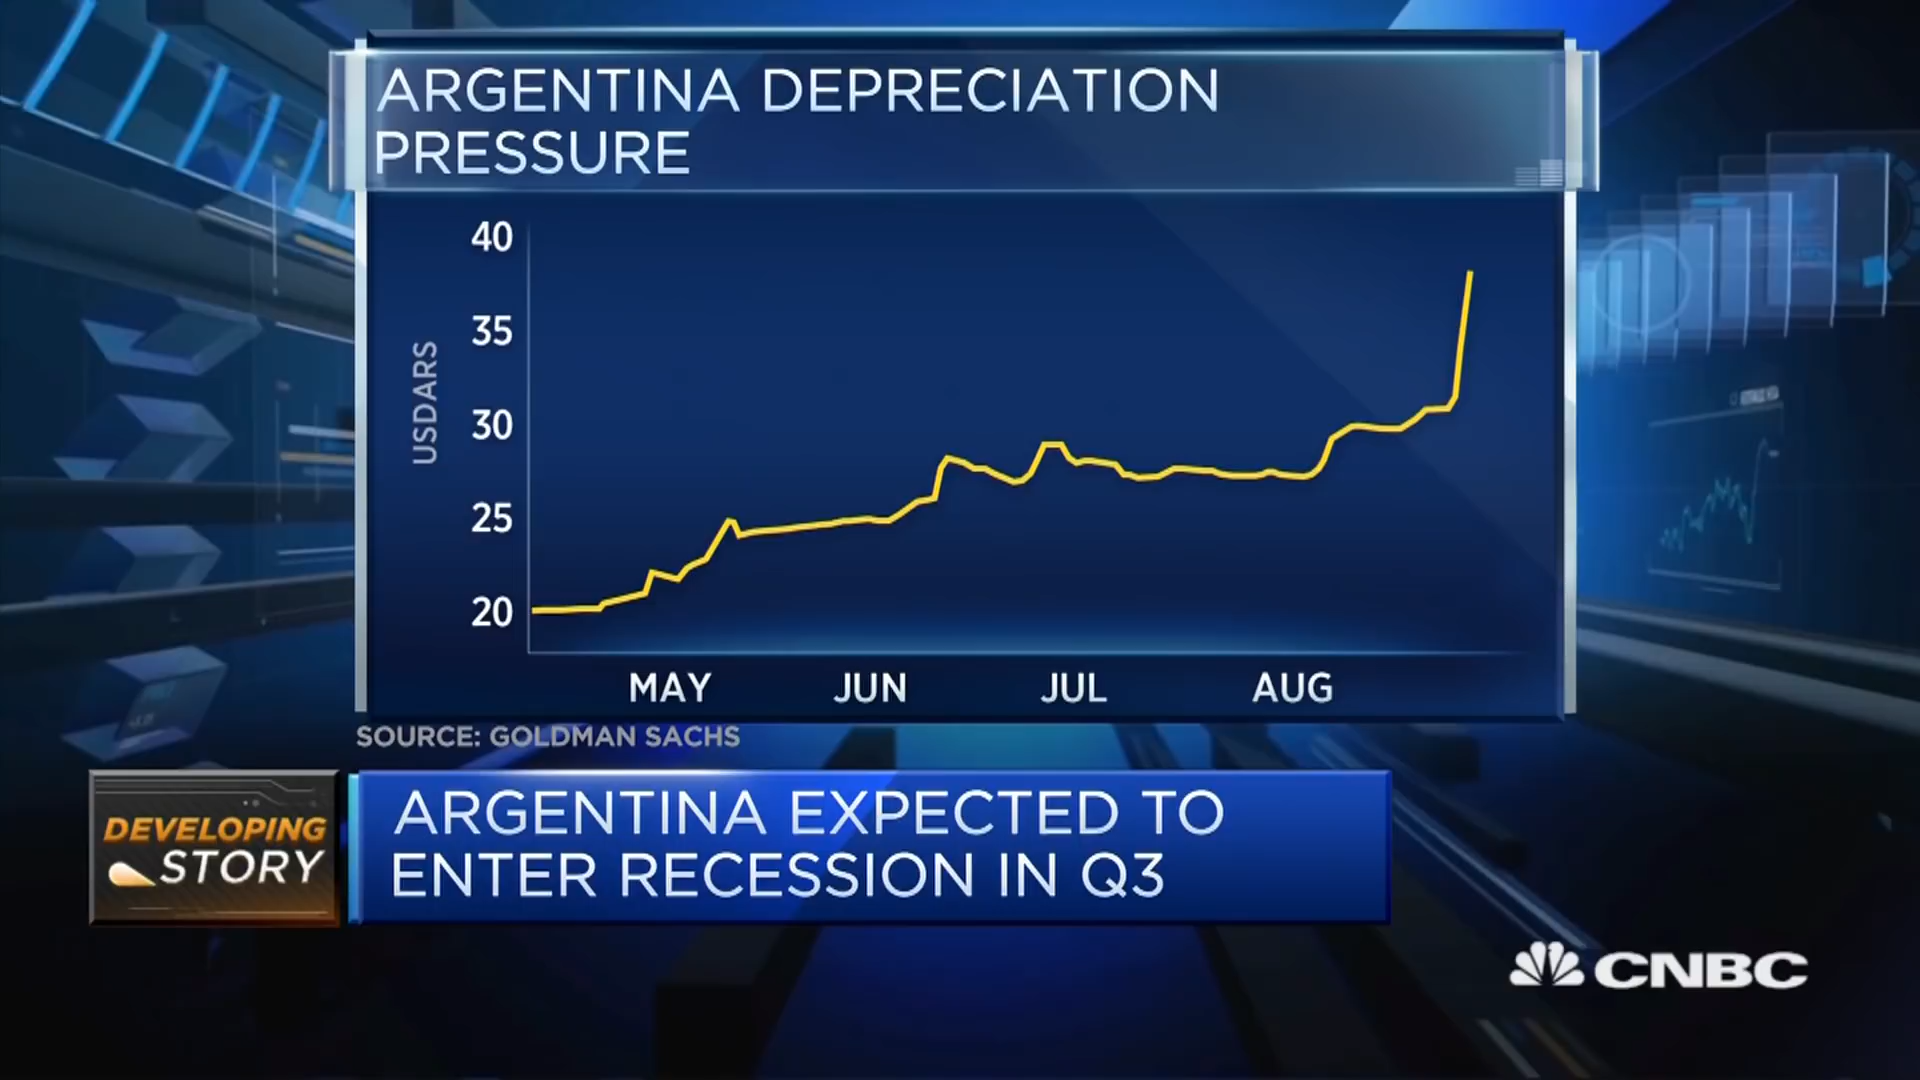 ARGENTINA DEPRECIATION
PRESSURE
40
35
30
25
20
USDARS
MAY JUN JUL AUG
SOURCE: GOLDMAN SACHS
DEVELOPING
STORY
ARGENTINA EXPECTED TO
ENTER RECESSION IN Q3
CNBC